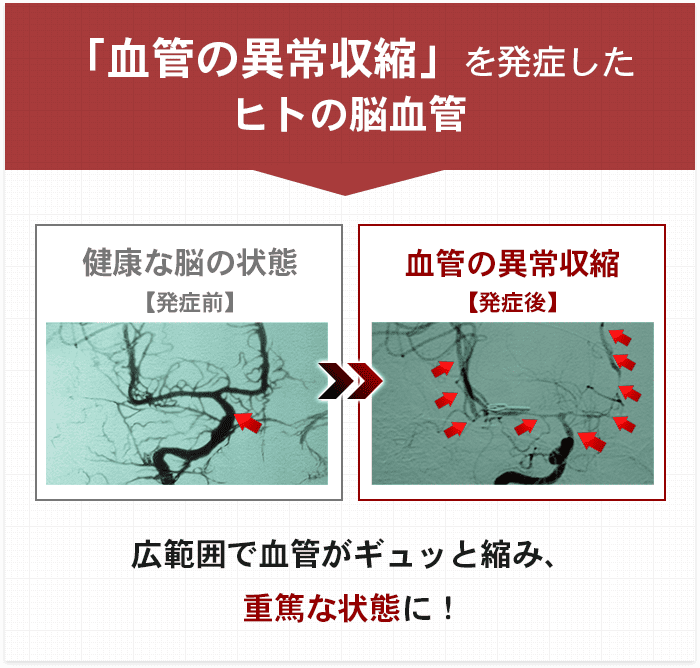 「血管の異常収縮」を発症した
ヒトの脳血管
健康な脳の状態
【発症前】
血管の異常収縮
【発症後】
広範囲で血管がギュッと縮み、
重篤な状態に！